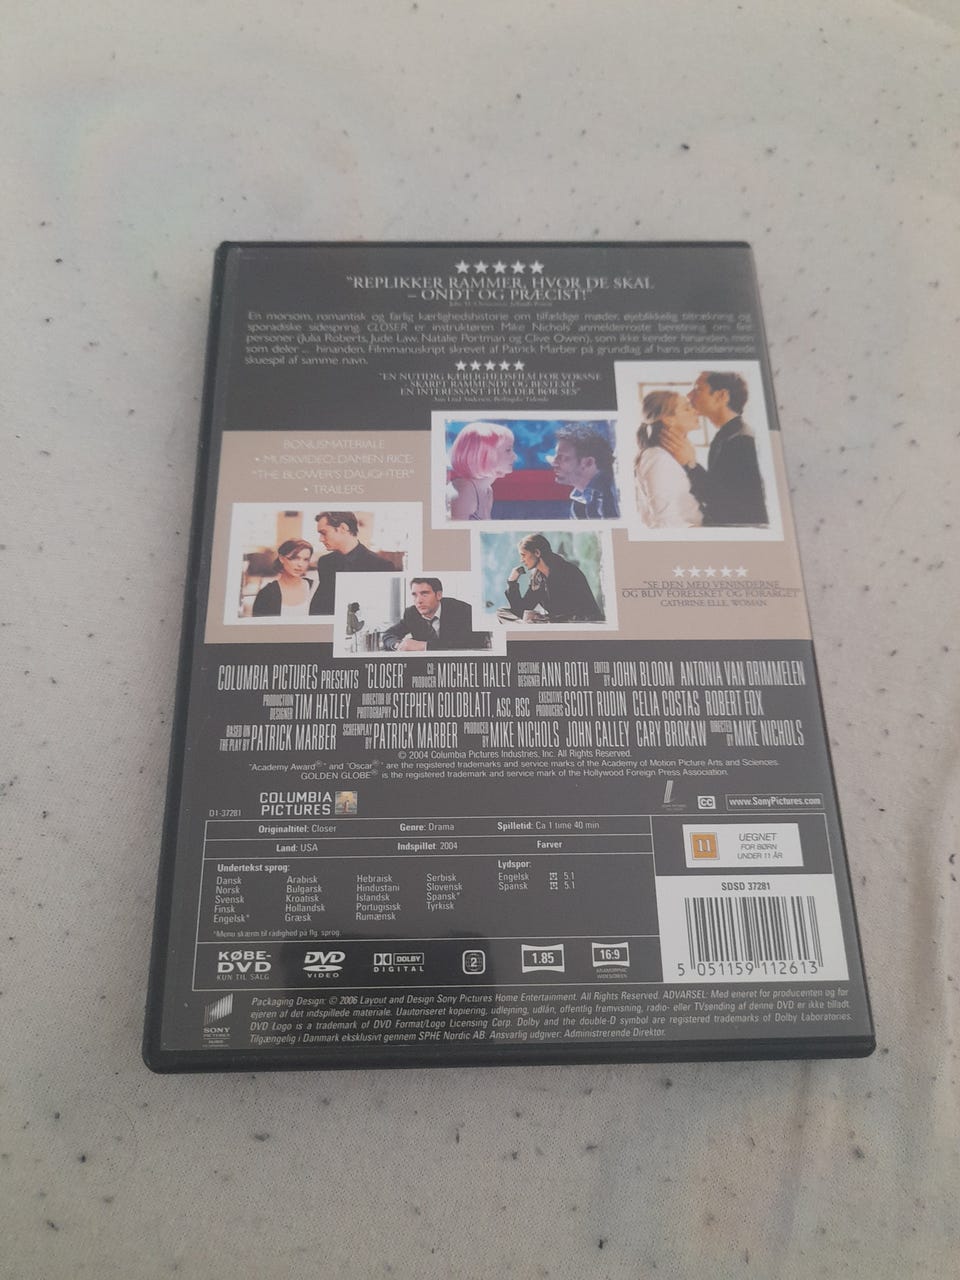 "REPLIKKER RAMMER, HVOR DE SKAL
– ONDT OG PRÆCIST!"
En morsom, romantisk og farlig kærlighedshistorie om tilfældige møder, øjeblikkelig tiltrækning og
sporadiske sidespring. CLOSER er instruktøren Mike Nichols' anmelderroste beretning om fire
personer (Julia Roberts, Jude Law, Natalie Portman og Clive Owen), som ikke kender hinanden, men
som deler ... hinanden. Filmmanuskript skrevet af Patrick Marber på grundlag af hans prisbelønnede
skuespil af samme navn.
"EN NUTIDIG KÆRLIGHEDSFILM FOR VOKSNE
SKARPT RAMMENDE OG BESTEMT
EN INTERESSANT FILM DER BØR SES"
BONUSMATERIALE
• MUSIKVIDEO: DAMIEN RICE:
"THE BLOWER'S DAUGHTER"
• TRAILERS
"SE DEN MED VENINDERNE
OG BLIV FORELSKET OG FORARGET"
CATHRINE ELLE, WOMAN
COLUMBIA PICTURES PRESENTS "CLOSER" CO-PRODUCER MICHAEL HALEY COSTUME DESIGNER ANN ROTH EDITED BY JOHN BLOOM ANTONIA VAN DRIMMELEN
PRODUCTION DESIGNER TIM HATLEY DIRECTOR OF PHOTOGRAPHY STEPHEN GOLDBLATT, ASC, BSC EXECUTIVE PRODUCERS SCOTT RUDIN CELIA COSTAS ROBERT FOX
BASED ON THE PLAY BY PATRICK MARBER SCREENPLAY BY PATRICK MARBER PRODUCED BY MIKE NICHOLS JOHN CALLEY CARY BROKAW DIRECTED BY MIKE NICHOLS
© 2004 Columbia Pictures Industries, Inc. All Rights Reserved.
"Academy Award®" and "Oscar®" are the registered trademarks and service marks of the Academy of Motion Picture Arts and Sciences.
GOLDEN GLOBE® is the registered trademark and service mark of the Hollywood Foreign Press Association.
COLUMBIA
PICTURES
CC
www.SonyPictures.com
D1-37281
Originaltitel: Closer Genre: Drama Spilletid: Ca 1 time 40 min
Land: USA Indspillet: 2004 Farver
Undertekst sprog:
Dansk Arabisk Hebraisk Serbisk
Norsk Bulgarsk Hindustani Slovensk
Svensk Kroatisk Islandsk Spansk*
Finsk Hollandsk Portugisisk Tyrkisk
Engelsk* Græsk Rumænsk
*Menu skærm til rådighed på flg. sprog.
Lydspor:
Engelsk 5.1
Spansk 5.1
11
UEGNET
FOR BØRN
UNDER 11 ÅR
SDSD 37281
5 051159 112613
KØBE-
DVD
KUN TIL SALG
DVD
VIDEO
DOLBY
DIGITAL
2
1.85
16:9
ANAMORPHIC
WIDESCREEN
SONY
PICTURES
Packaging Design: © 2006 Layout and Design Sony Pictures Home Entertainment. All Rights Reserved. ADVARSEL: Med eneret for producenten og for
ejeren af det indspillede materiale. Uautoriseret kopiering, udlejning, udlån, offentlig fremvisning, radio- eller TVsending af denne DVD er ikke tilladt.
DVD Logo is a trademark of DVD Format/Logo Licensing Corp. Dolby and the double-D symbol are registered trademarks of Dolby Laboratories.
Tilgængelig i Danmark eksklusivt gennem SPHE Nordic AB. Ansvarlig udgiver: Administrerende Direktør.